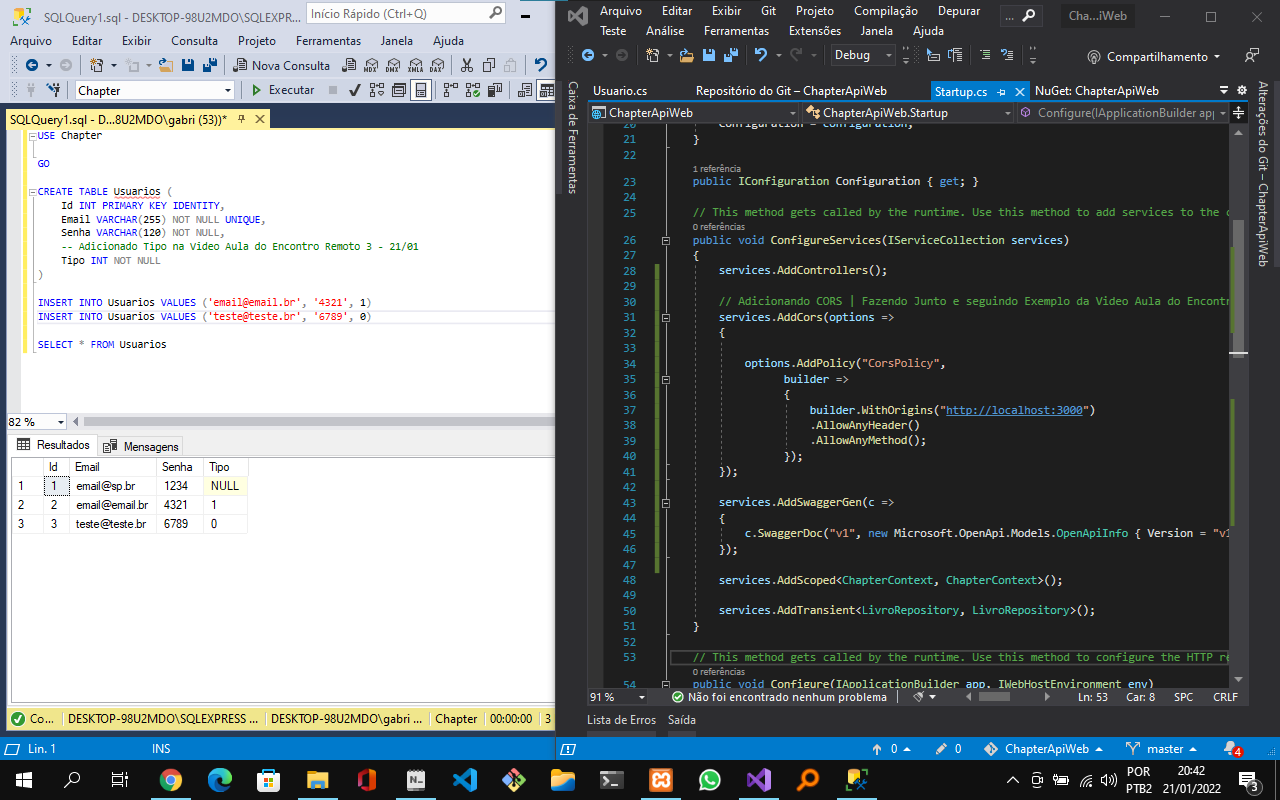 SQLQuery1.sql - DESKTOP-98U2MDO\SQLEXPR...
Início Rápido (Ctrl+Q)
Arquivo Editar Exibir Consulta Projeto Ferramentas Janela Ajuda
Nova Consulta
MDX DMX XMLA DAX
Chapter
Executar
SQLQuery1.sql - D...8U2MDO\gabri (53))*
USE Chapter
GO
CREATE TABLE Usuarios (
Id INT PRIMARY KEY IDENTITY,
Email VARCHAR(255) NOT NULL UNIQUE,
Senha VARCHAR(120) NOT NULL,
-- Adicionado Tipo na Video Aula do Encontro Remoto 3 - 21/01
Tipo INT NOT NULL
)
INSERT INTO Usuarios VALUES ('email@email.br', '4321', 1)
INSERT INTO Usuarios VALUES ('teste@teste.br', '6789', 0)
SELECT * FROM Usuarios
82 %
Resultados Mensagens
Id Email Senha Tipo
1 1 email@sp.br 1234 NULL
2 2 email@email.br 4321 1
3 3 teste@teste.br 6789 0
Co... DESKTOP-98U2MDO\SQLEXPRESS ... DESKTOP-98U2MDO\gabri ... Chapter 00:00:00 3
Lin. 1 INS
Arquivo Editar Exibir Git Projeto Compilação Depurar
... Cha...iWeb
Teste Análise Ferramentas Extensões Janela Ajuda
Debug
Compartilhamento
Caixa de Ferramentas
Usuario.cs Repositório do Git – ChapterApiWeb Startup.cs NuGet: ChapterApiWeb
ChapterApiWeb ChapterApiWeb.Startup Configure(IApplicationBuilder app
Alterações do Git – ChapterApiWeb
20 Configuration = configuration;
21 }
22
1 referência
23 public IConfiguration Configuration { get; }
24
25 // This method gets called by the runtime. Use this method to add services to the c
0 referências
26 public void ConfigureServices(IServiceCollection services)
27 {
28 services.AddControllers();
29
30 // Adicionando CORS | Fazendo Junto e seguindo Exemplo da Video Aula do Encontr
31 services.AddCors(options =>
32 {
33
34 options.AddPolicy("CorsPolicy",
35 builder =>
36 {
37 builder.WithOrigins("http://localhost:3000")
38 .AllowAnyHeader()
39 .AllowAnyMethod();
40 });
41 });
42
43 services.AddSwaggerGen(c =>
44 {
45 c.SwaggerDoc("v1", new Microsoft.OpenApi.Models.OpenApiInfo { Version = "v1
46 });
47
48 services.AddScoped<ChapterContext, ChapterContext>();
49
50 services.AddTransient<LivroRepository, LivroRepository>();
51 }
52
53 // This method gets called by the runtime. Use this method to configure the HTTP re
0 referências
54 public void Configure(IApplicationBuilder app, IWebHostEnvironment env)
91 % Não foi encontrado nenhum problema Ln: 53 Car: 8 SPC CRLF
Lista de Erros Saída
0 0 ChapterApiWeb master 4
POR
PTB2
20:42
21/01/2022
3